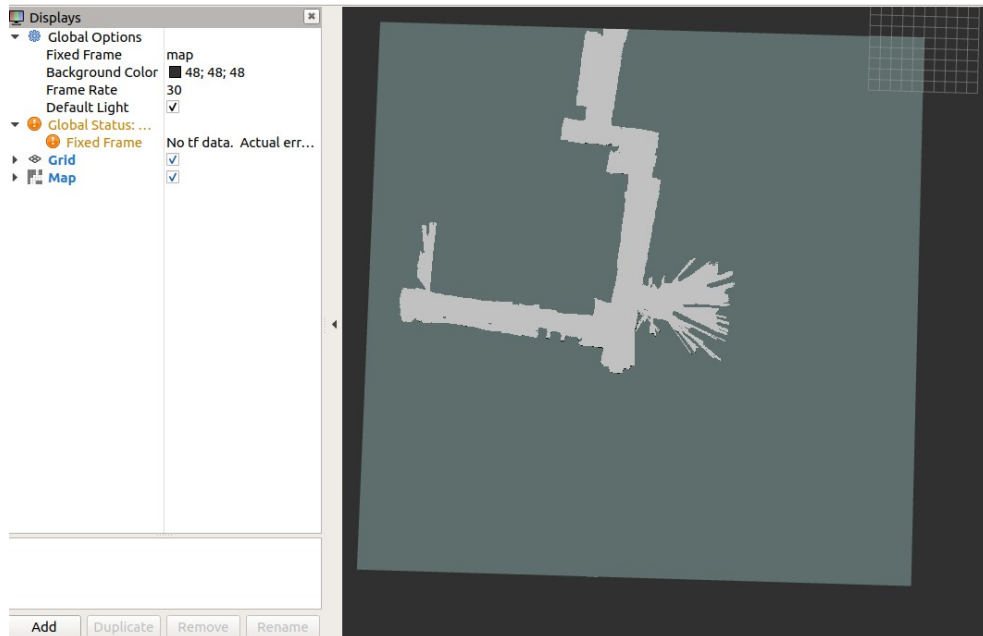 Displays
Global Options
Fixed Frame map
Background Color 48; 48; 48
Frame Rate 30
Default Light
Global Status: ...
Fixed Frame No tf data. Actual err...
Grid
Map
Add Duplicate Remove Rename